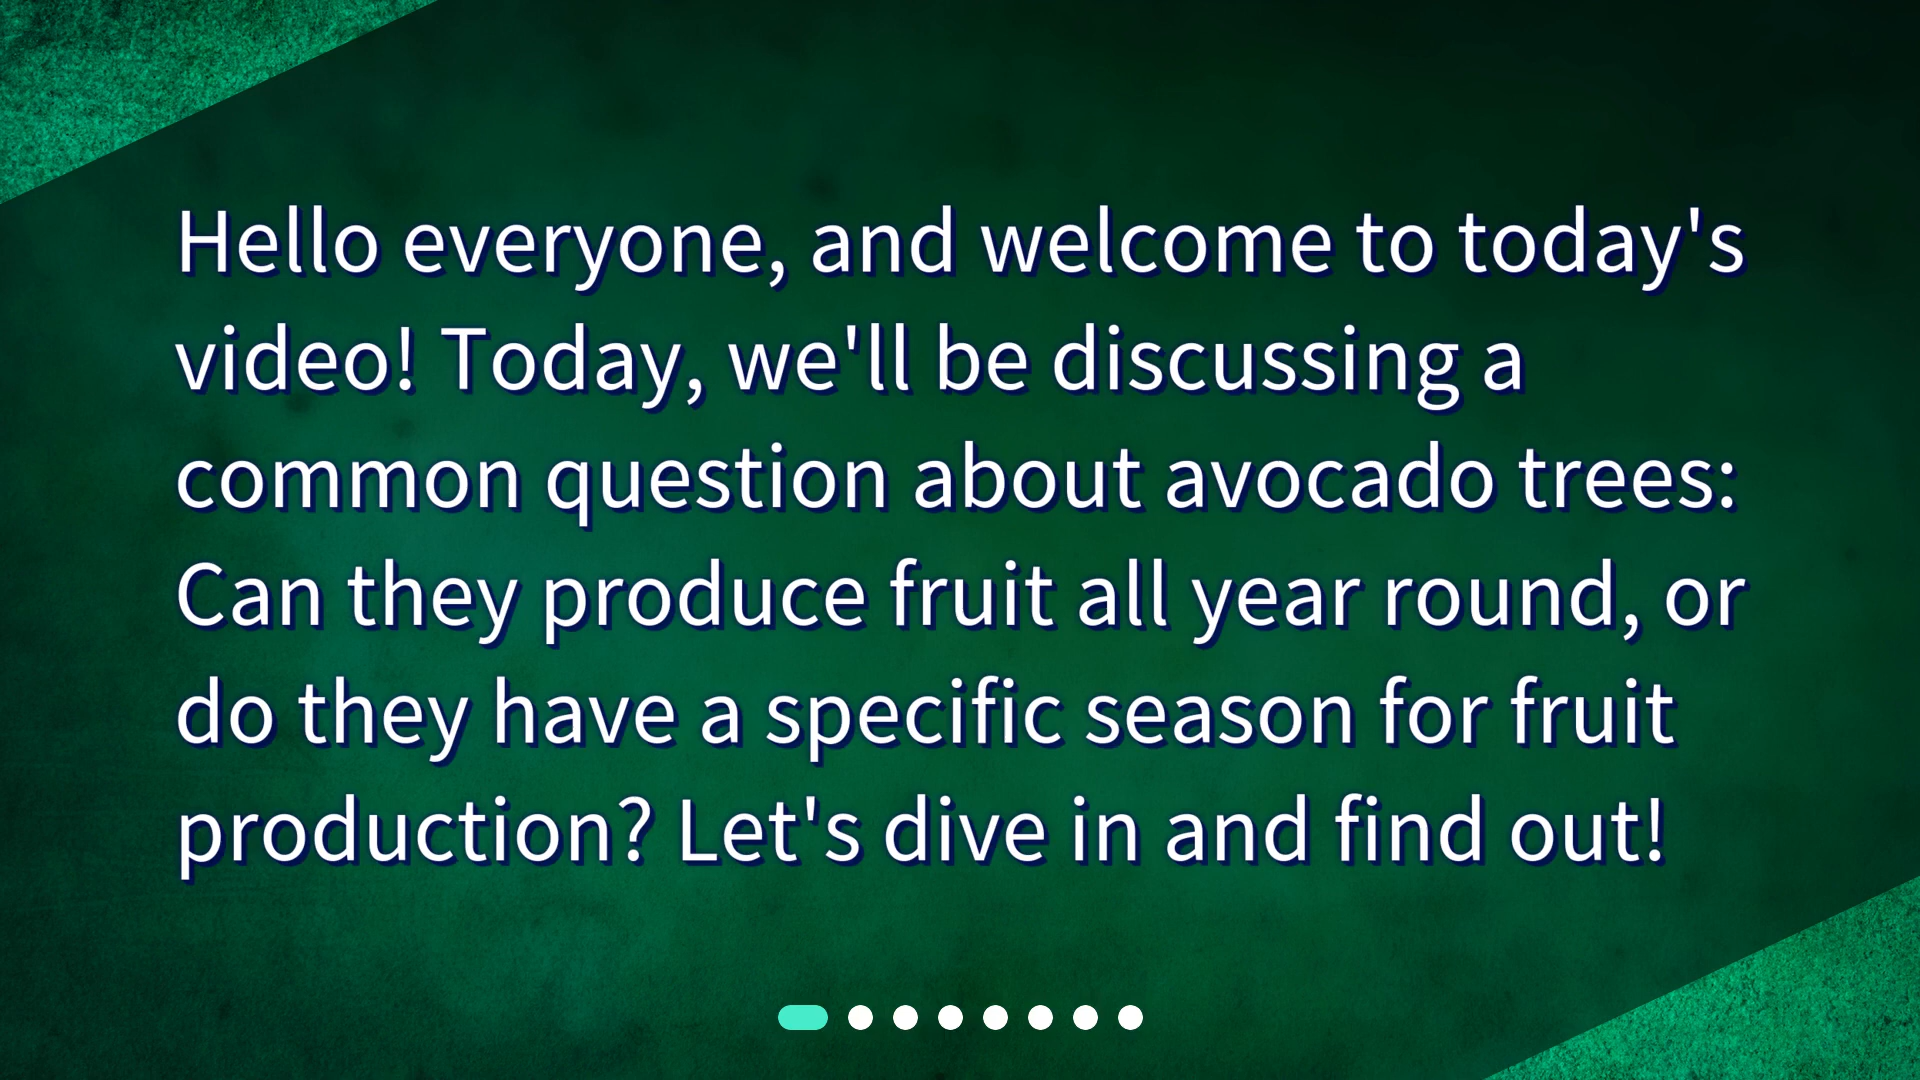 Hello everyone, and welcome to today's
video! Today, we'll be discussing a
common question about avocado trees:
Can they produce fruit all year round, or
do they have a specific season for fruit
production? Let's dive in and find out!